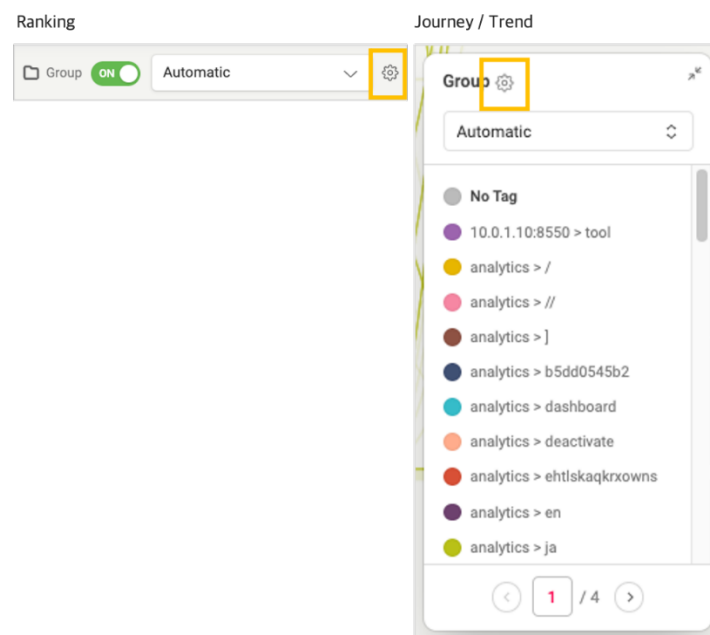 Ranking
Group ON Automatic
Journey / Trend
Group
Automatic
No Tag
10.0.1.10:8550 > tool
analytics > /
analytics > //
analytics > ]
analytics > b5dd0545b2
analytics > dashboard
analytics > deactivate
analytics > ehtlskaqkrxowns
analytics > en
analytics > ja
1 / 4